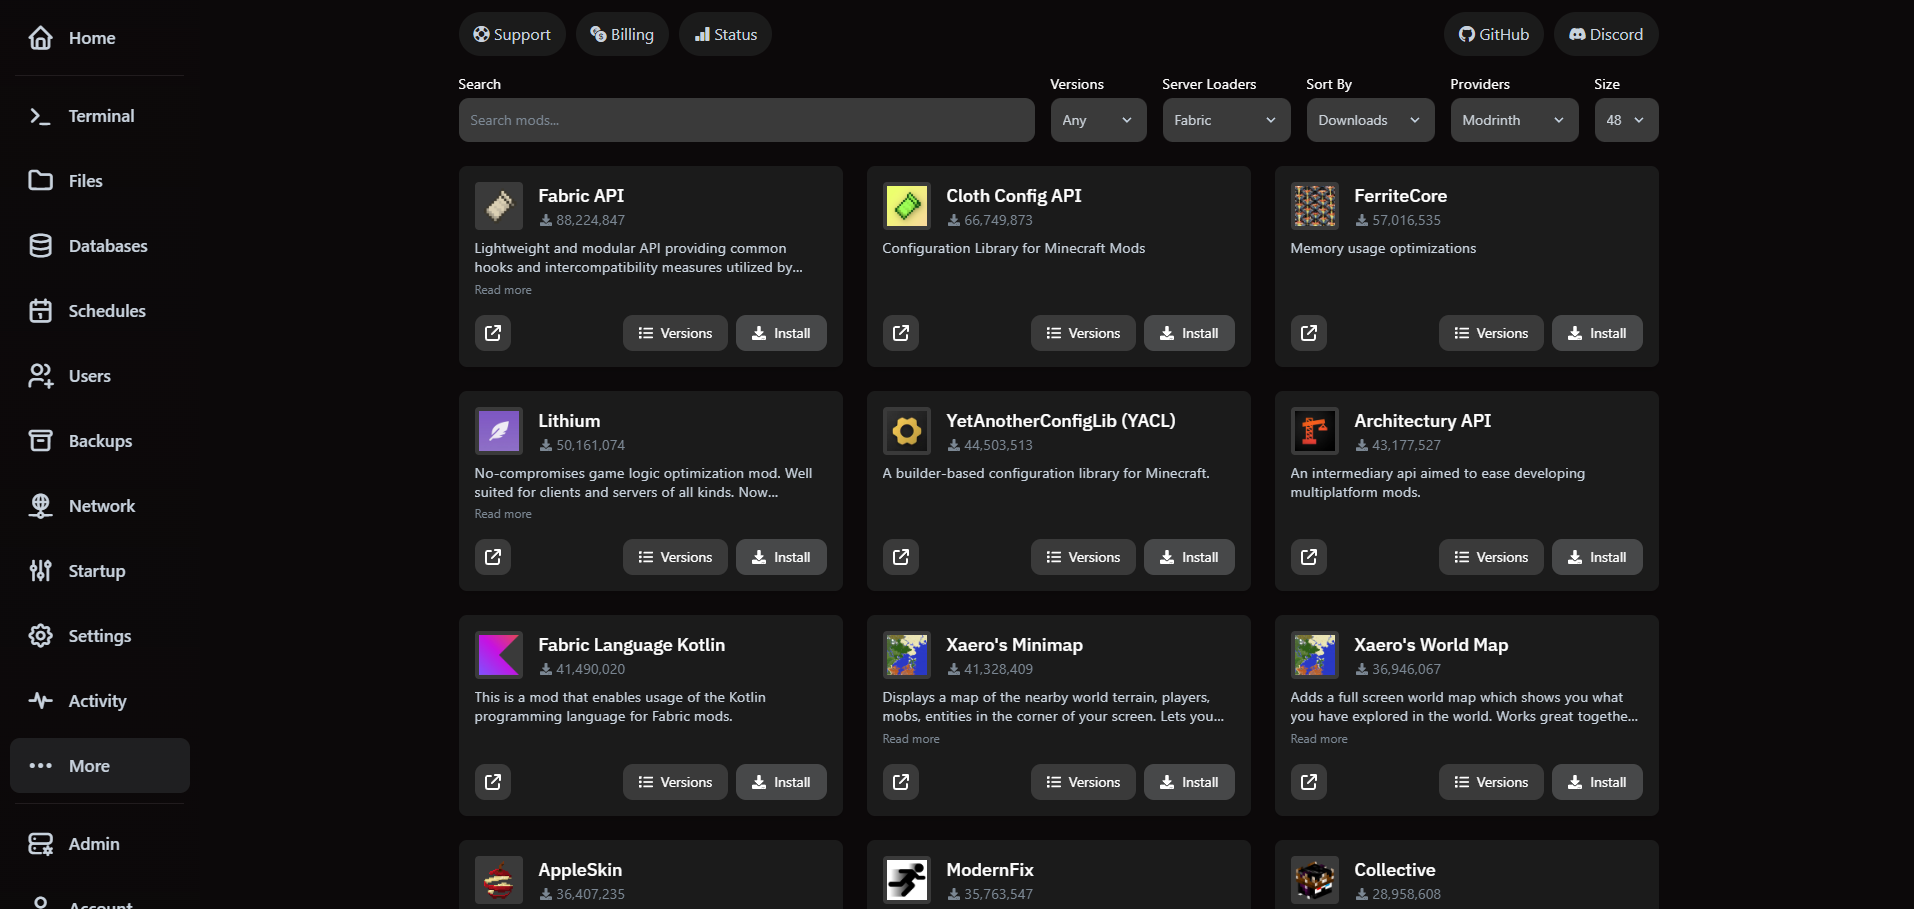 Home
Terminal
Files
Databases
Schedules
Users
Backups
Network
Startup
Settings
Activity
More
Admin
Account
Support
Billing
Status
GitHub
Discord
Search
Versions
Server Loaders
Sort By
Providers
Size
Search mods...
Any
Fabric
Downloads
Modrinth
48
Fabric API
88,224,847
Lightweight and modular API providing common
hooks and intercompatibility measures utilized by...
Read more
Versions
Install
Cloth Config API
66,749,873
Configuration Library for Minecraft Mods
Versions
Install
FerriteCore
57,016,535
Memory usage optimizations
Versions
Install
Lithium
50,161,074
No-compromises game logic optimization mod. Well
suited for clients and servers of all kinds. Now...
Read more
Versions
Install
YetAnotherConfigLib (YACL)
44,503,513
A builder-based configuration library for Minecraft.
Versions
Install
Architectury API
43,177,527
An intermediary api aimed to ease developing
multiplatform mods.
Versions
Install
Fabric Language Kotlin
41,490,020
This is a mod that enables usage of the Kotlin
programming language for Fabric mods.
Versions
Install
Xaero's Minimap
41,328,409
Displays a map of the nearby world terrain, players,
mobs, entities in the corner of your screen. Lets you...
Read more
Versions
Install
Xaero's World Map
36,946,067
Adds a full screen world map which shows you what
you have explored in the world. Works great togethe...
Read more
Versions
Install
AppleSkin
36,407,235
ModernFix
35,763,547
Collective
28,958,608